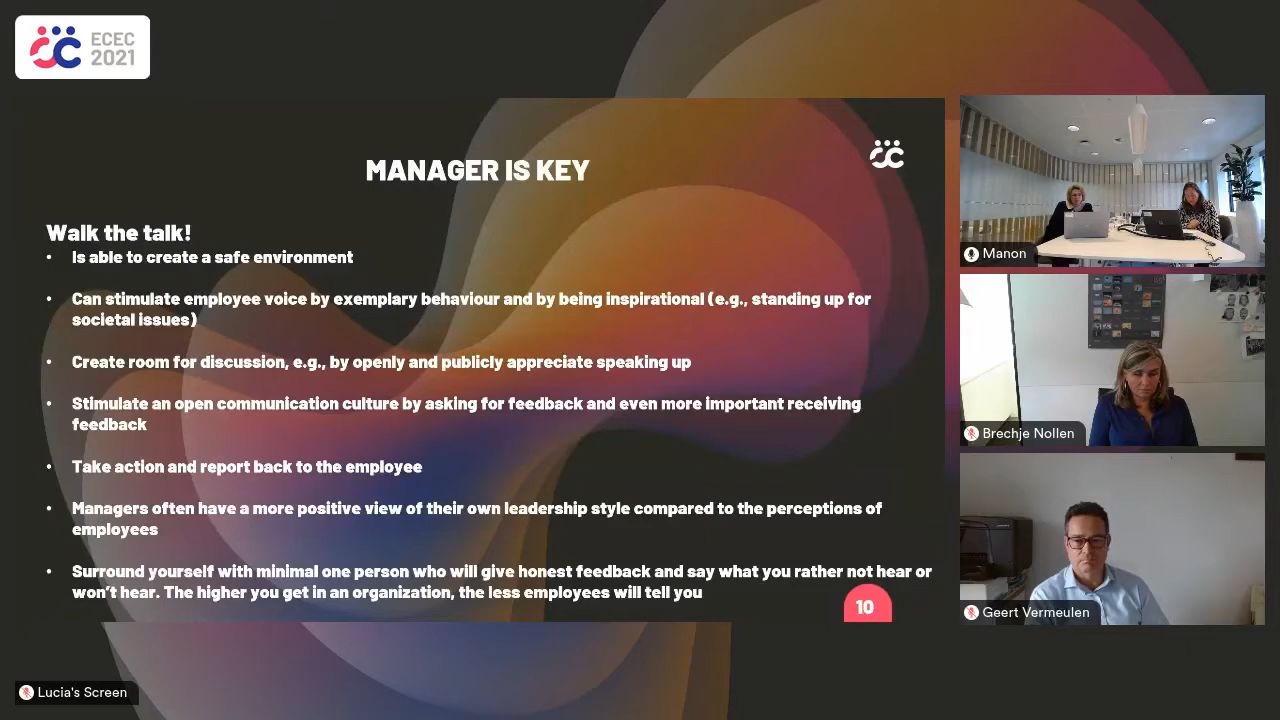 ECEC
2021
MANAGER IS KEY
Walk the talk!
• Is able to create a safe environment
• Can stimulate employee voice by exemplary behaviour and by being inspirational (e.g., standing up for
societal issues)
• Create room for discussion, e.g., by openly and publicly appreciate speaking up
• Stimulate an open communication culture by asking for feedback and even more important receiving
feedback
• Take action and report back to the employee
• Managers often have a more positive view of their own leadership style compared to the perceptions of
employees
• Surround yourself with minimal one person who will give honest feedback and say what you rather not hear or
won't hear. The higher you get in an organization, the less employees will tell you
10
Manon
Brechje Nollen
Geert Vermeulen
Lucia's Screen